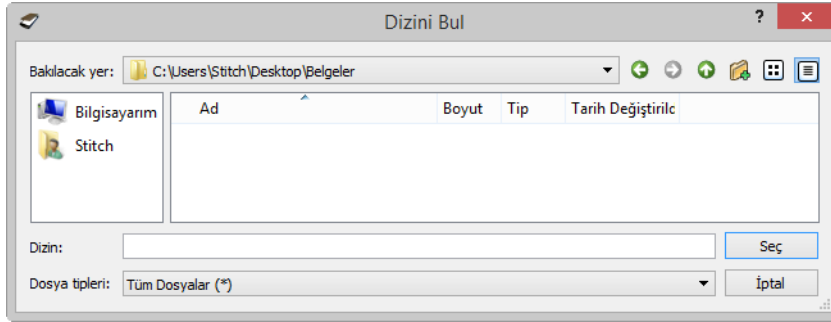 Dizini Bul
Bakılacak yer: C:\Users\Stitch\Desktop\Belgeler
Bilgisayarım
Stitch
Ad Boyut Tip Tarih Değiştirilc
Dizin: Seç
Dosya tipleri: Tüm Dosyalar (*) İptal